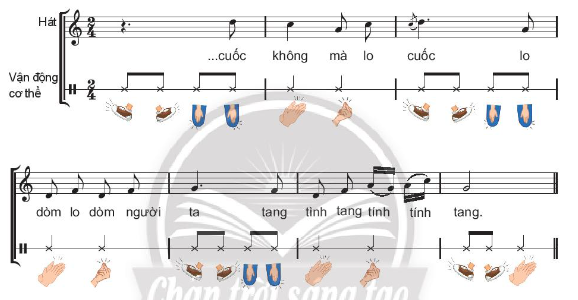 Hát
...cuốc không mà lo cuốc lo
Vận động
cơ thể
dòm lo dòm người ta tang tình tang tính tính tang.
Chân trời sáng tạo